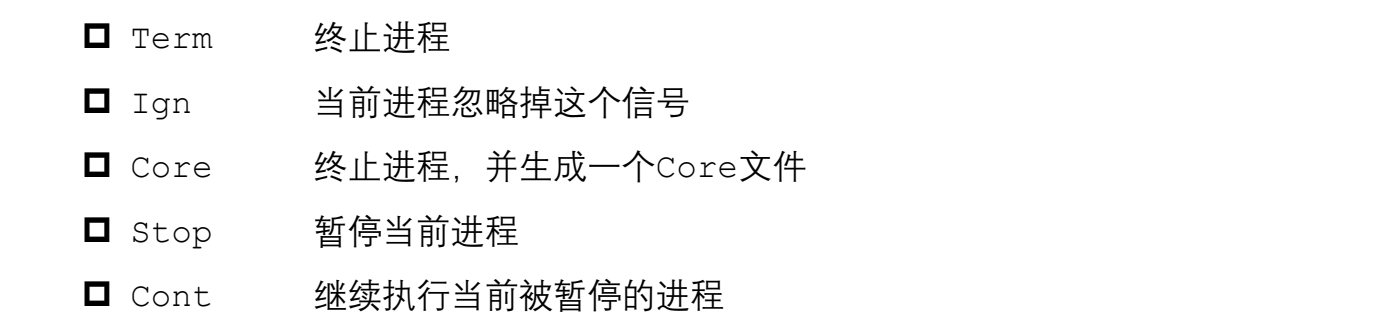 Term 终止进程
Ign 当前进程忽略掉这个信号
Core 终止进程，并生成一个Core文件
Stop 暂停当前进程
Cont 继续执行当前被暂停的进程